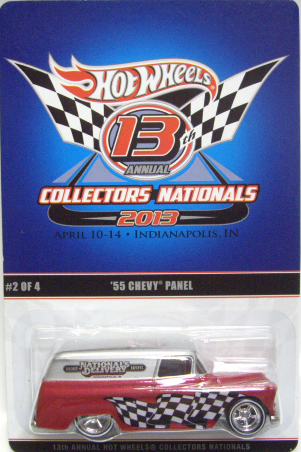 HOT WHEELS
13th
ANNUAL
COLLECTORS NATIONALS
2013
APRIL 10-14 • INDIANAPOLIS, IN
#2 OF 4
'55 CHEVY® PANEL
NATIONALS
DELIVERY
13th ANNUAL HOT WHEELS® COLLECTORS NATIONALS